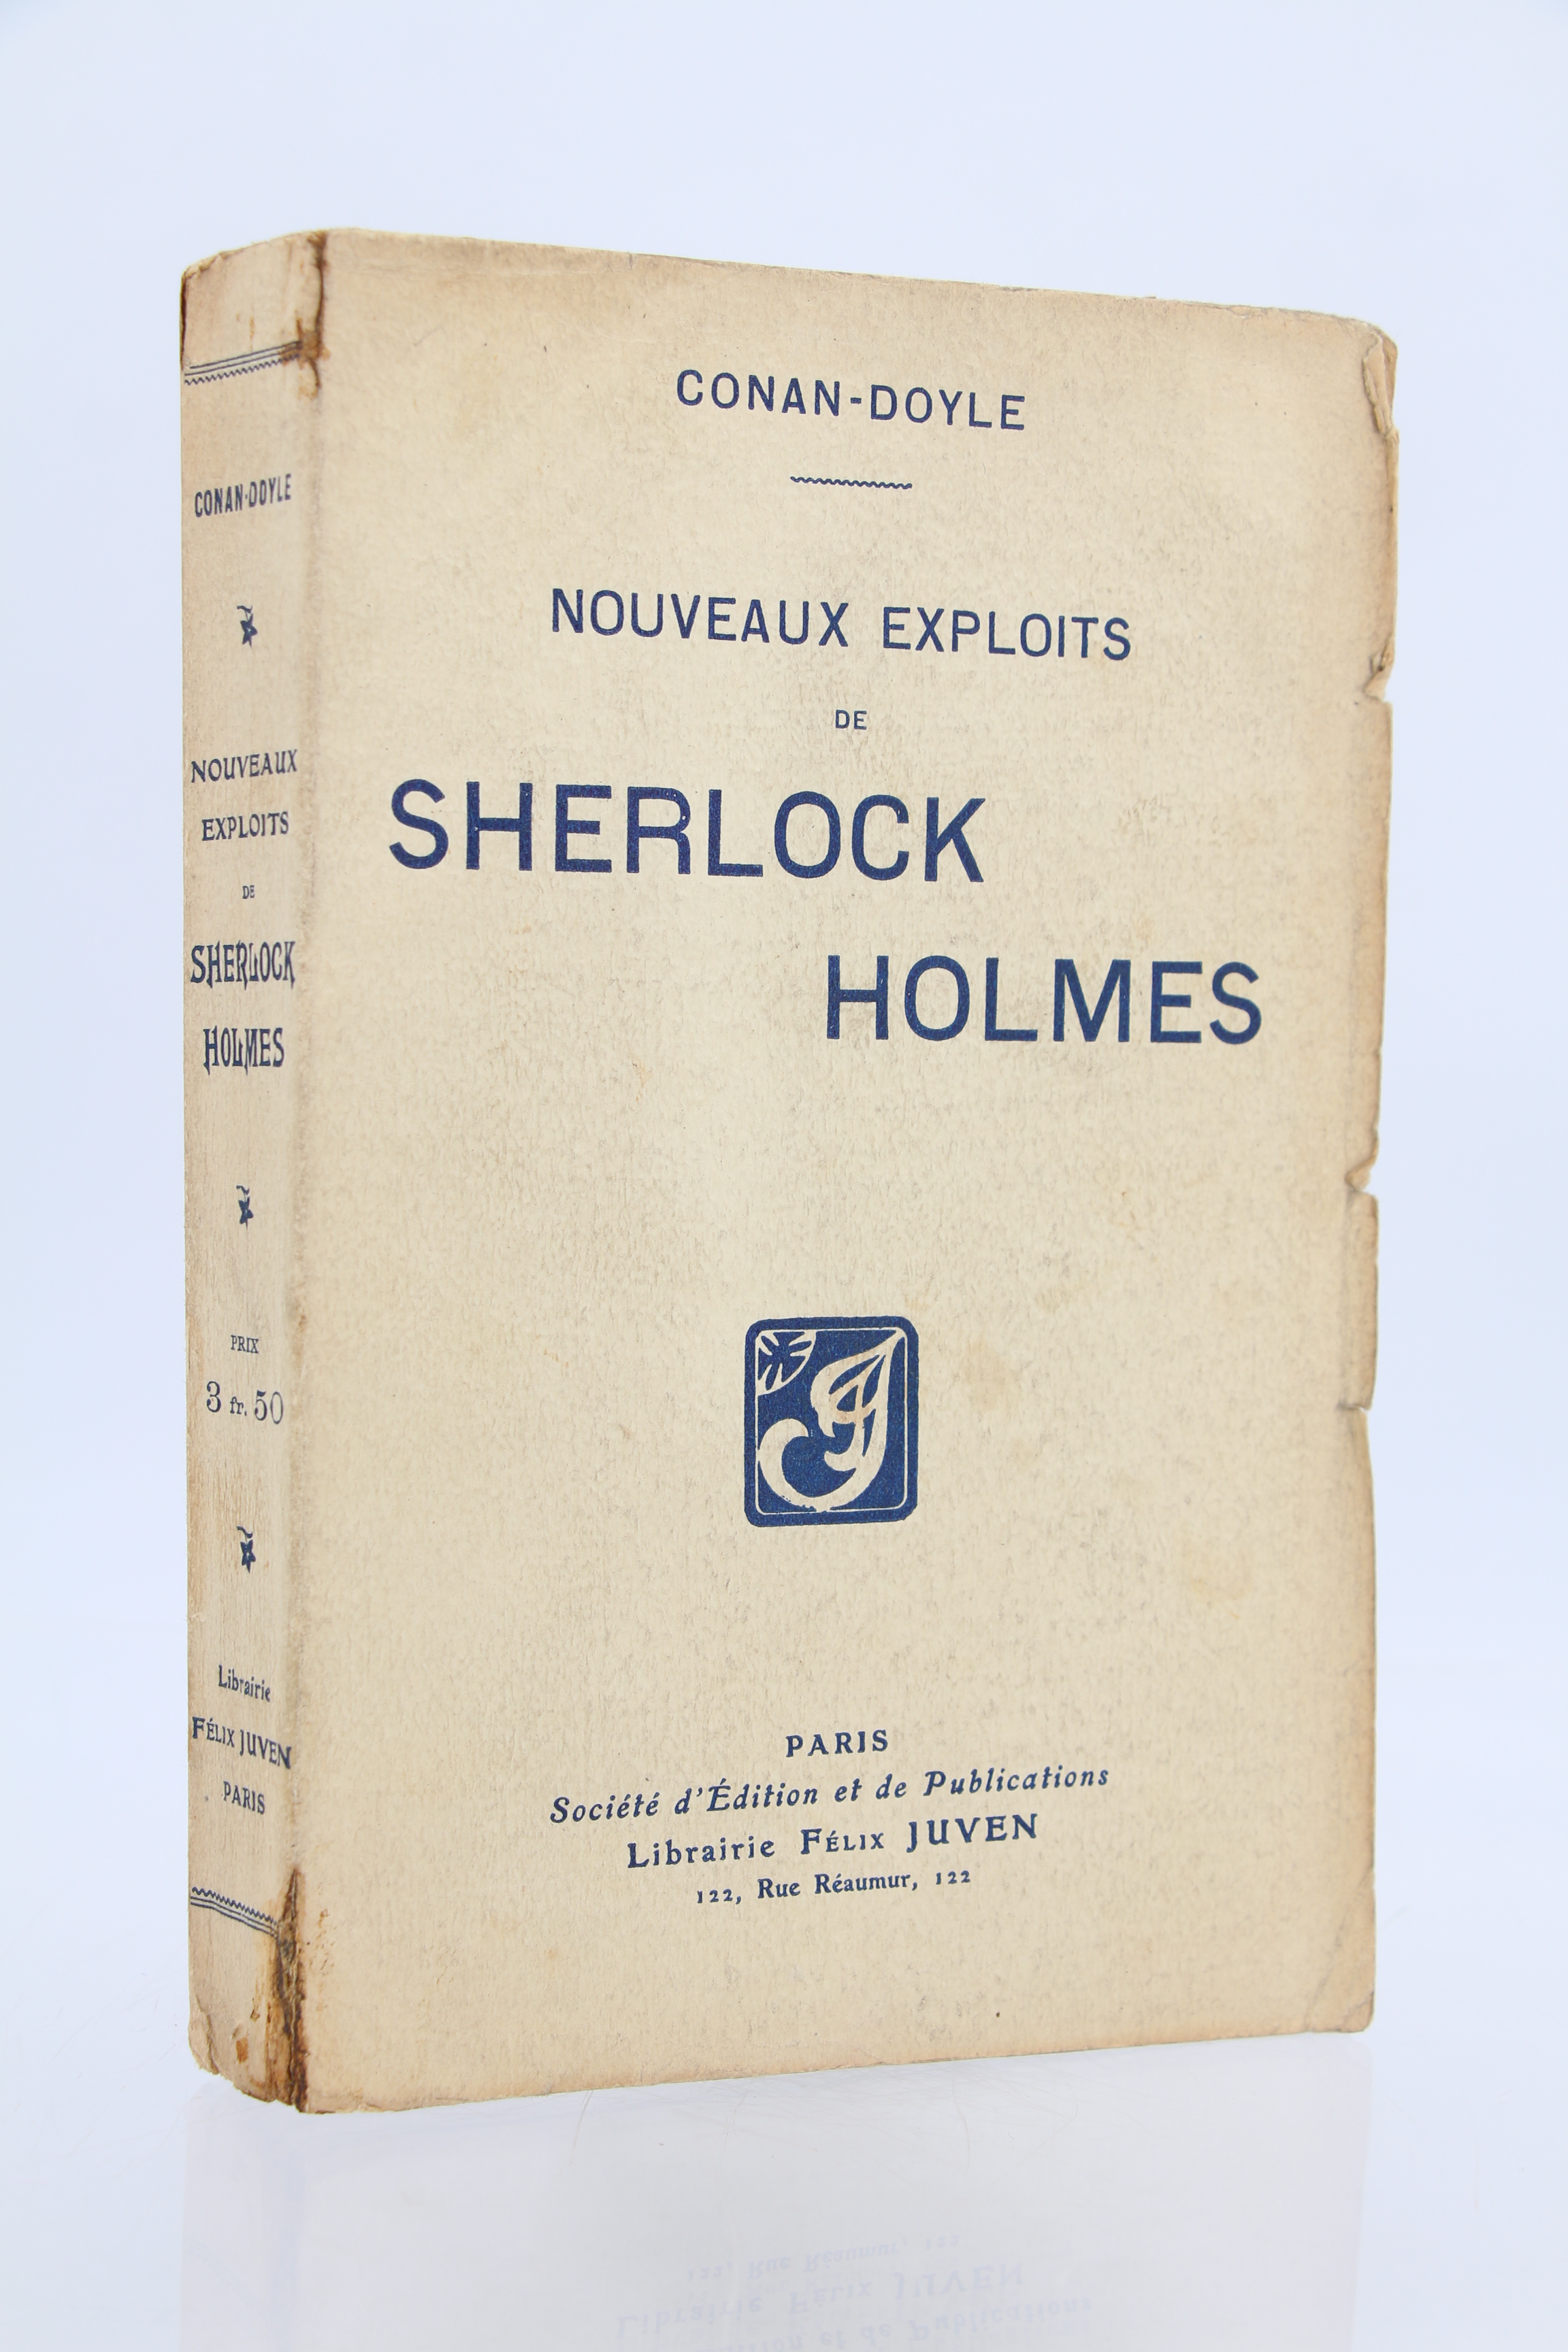 CONAN-DOYLE
NOUVEAUX
EXPLOITS
DE
SHERLOCK
HOLMES
PRIX
3 fr. 50
Librairie
FÉLIX JUVEN
PARIS
CONAN-DOYLE
NOUVEAUX EXPLOITS
DE
SHERLOCK
HOLMES
PARIS
Société d'Édition et de Publications
Librairie FÉLIX JUVEN
122, Rue Réaumur, 122